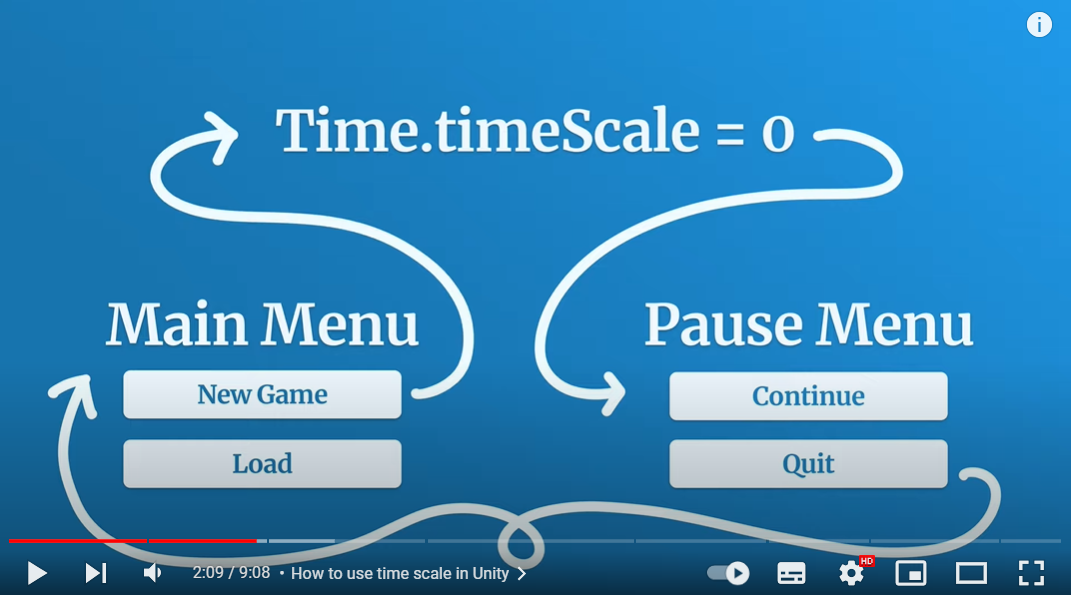 Time.timeScale = 0
Main Menu
Pause Menu
New Game
Continue
Load
Quit
2:09 / 9:08 • How to use time scale in Unity
HD